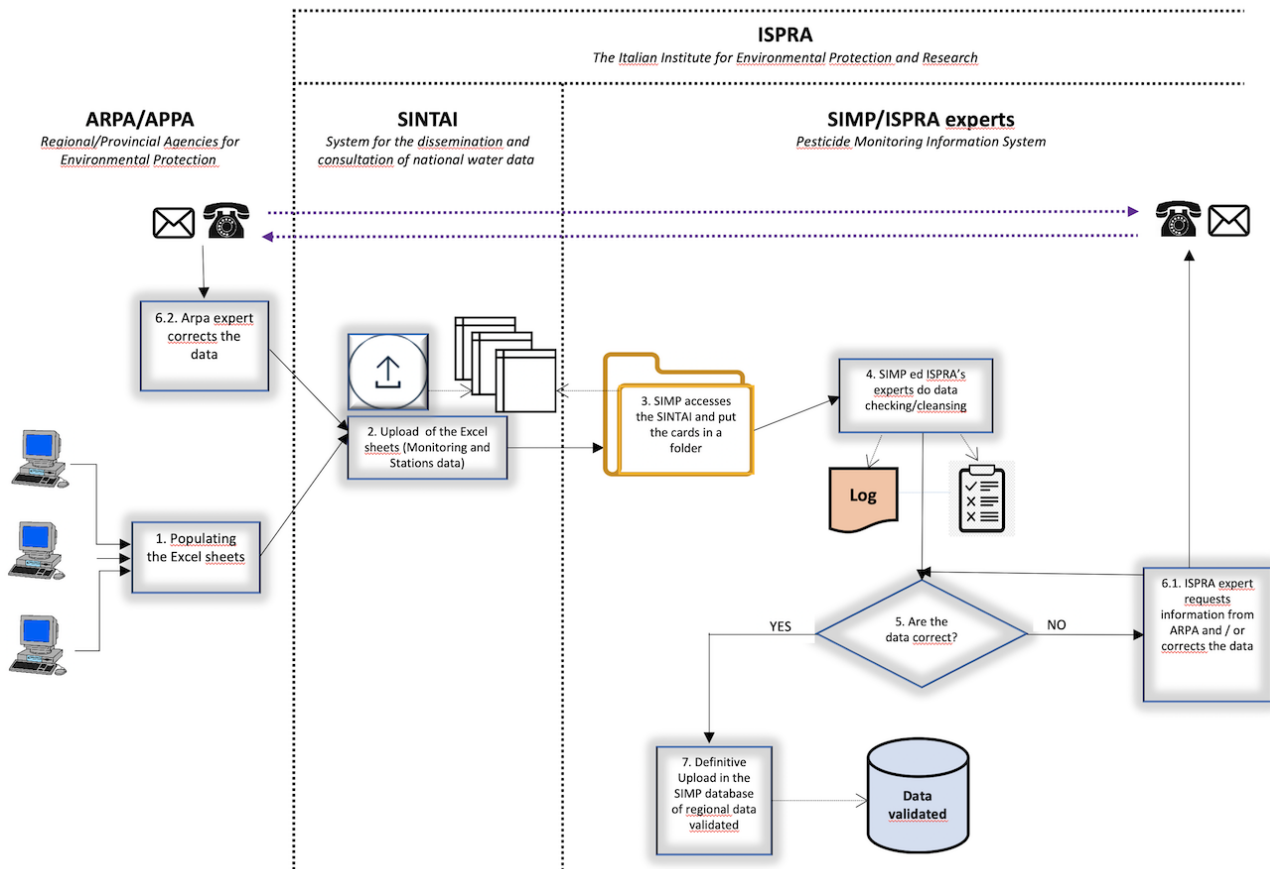 ISPRA
The Italian Institute for Environmental Protection and Research
ARPA/APPA
Regional/Provincial Agencies for
Environmental Protection
SINTAI
System for the dissemination and
consultation of national water data
SIMP/ISPRA experts
Pesticide Monitoring Information System
6.2. Arpa expert
corrects the
data
2. Upload of the Excel
sheets (Monitoring and
Stations data)
3. SIMP accesses
the SINTAI and put
the cards in a
folder
4. SIMP ed ISPRA's
experts do data
checking/cleansing
Log
1. Populating
the Excel sheets
5. Are the
data correct?
YES
NO
6.1. ISPRA expert
requests
information from
ARPA and / or
corrects the data
7. Definitive
Upload in the
SIMP database
of regional data
validated
Data
validated